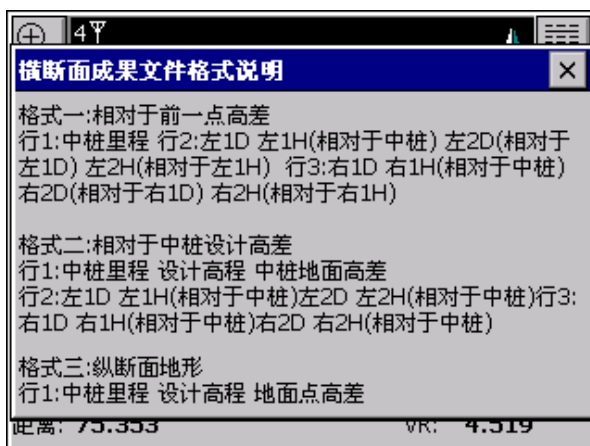 4
横断面成果文件格式说明
格式一:相对于前一点高差
行1:中桩里程 行2:左1D 左1H(相对于中桩) 左2D(相对于
左1D) 左2H(相对于左1H) 行3:右1D 右1H(相对于中桩)
右2D(相对于右1D) 右2H(相对于右1H)
格式二:相对于中桩设计高差
行1:中桩里程 设计高程 中桩地面高差
行2:左1D 左1H(相对于中桩)左2D 左2H(相对于中桩)行3:
右1D 右1H(相对于中桩)右2D 右2H(相对于中桩)
格式三:纵断面地形
行1:中桩里程 设计高程 地面点高差
距离: 75.353 VR: 4.519